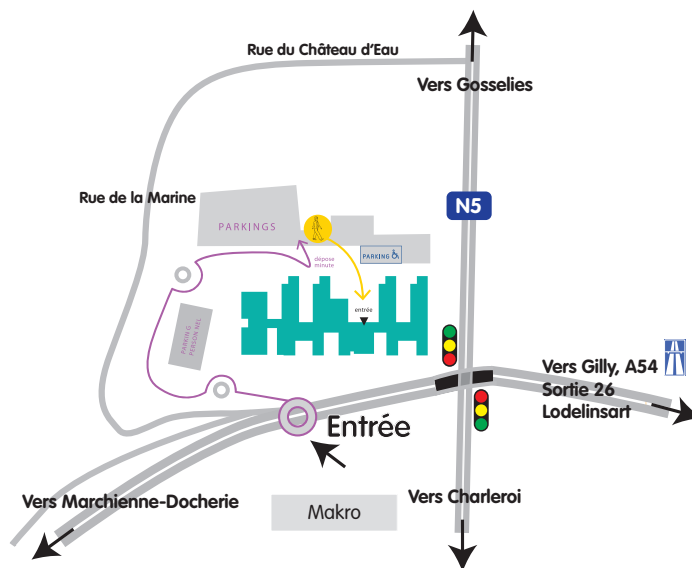 Rue du Château d'Eau
Vers Gosselies
Rue de la Marine
N5
PARKINGS
dépose
minute
PARKING
entrée
PARKING
PERSONNEL
Vers Gilly, A54
Sortie 26
Lodelinsart
Entrée
Vers Marchienne-Docherie
Vers Charleroi
Makro